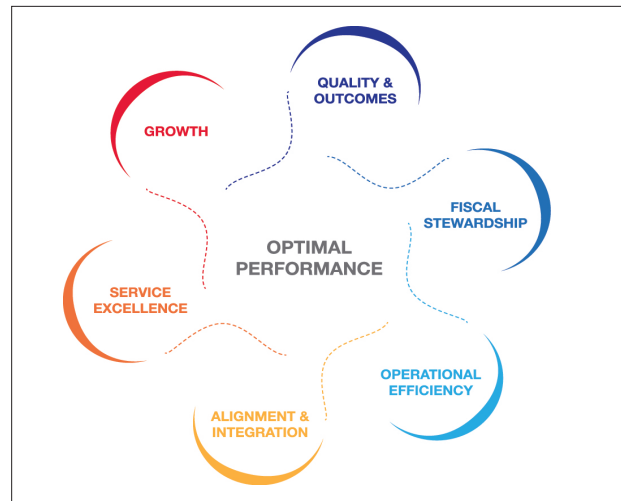 QUALITY &
OUTCOMES
GROWTH
FISCAL
STEWARDSHIP
OPTIMAL
PERFORMANCE
SERVICE
EXCELLENCE
OPERATIONAL
EFFICIENCY
ALIGNMENT &
INTEGRATION